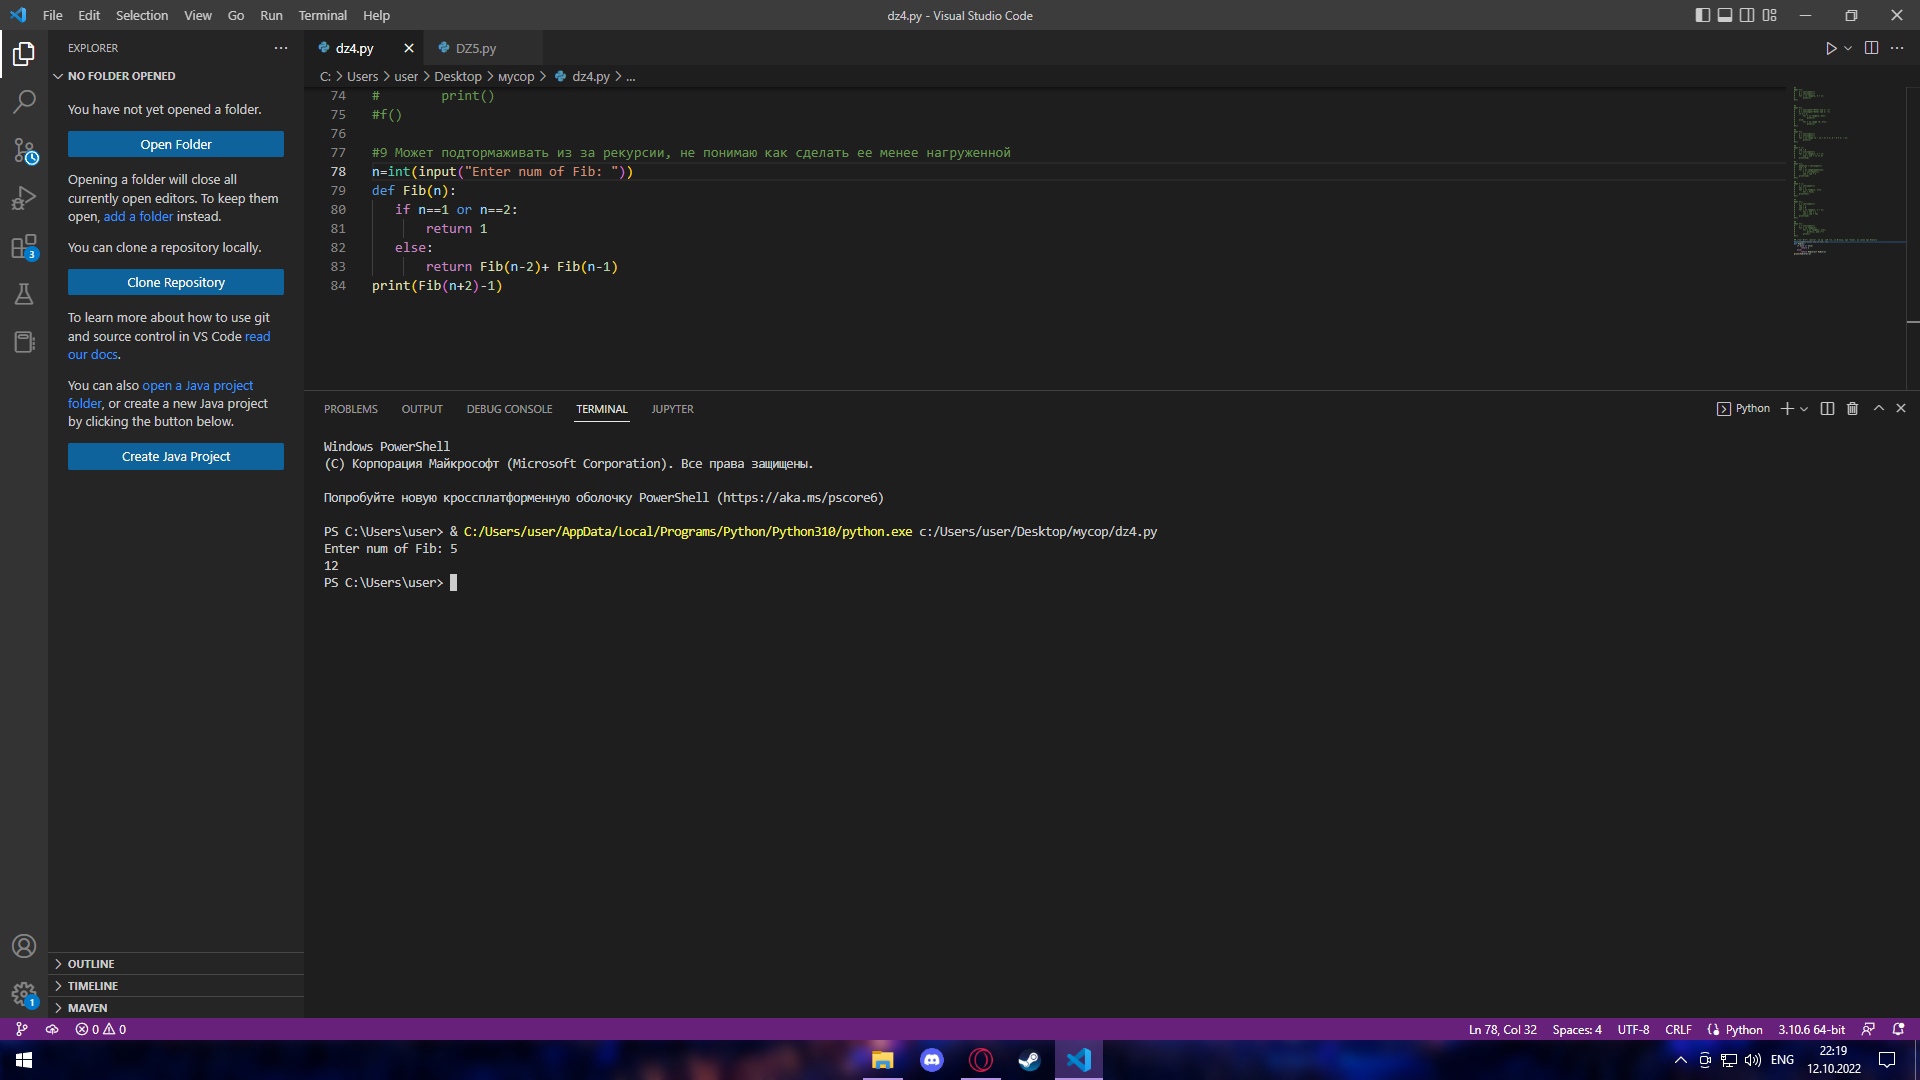 File Edit Selection View Go Run Terminal Help
dz4.py - Visual Studio Code
EXPLORER
NO FOLDER OPENED
You have not yet opened a folder.
Open Folder
Opening a folder will close all
currently open editors. To keep them
open, add a folder instead.
You can clone a repository locally.
Clone Repository
To learn more about how to use git
and source control in VS Code read
our docs.
You can also open a Java project
folder, or create a new Java project
by clicking the button below.
Create Java Project
OUTLINE
TIMELINE
MAVEN
3
1
dz4.py DZ5.py
C: > Users > user > Desktop > мусор > dz4.py > ...
74 # print()
75 #f()
76
77 #9 Может подтормаживать из за рекурсии, не понимаю как сделать ее менее нагруженной
78 n=int(input("Enter num of Fib: "))
79 def Fib(n):
80 if n==1 or n==2:
81 return 1
82 else:
83 return Fib(n-2)+ Fib(n-1)
84 print(Fib(n+2)-1)
PROBLEMS OUTPUT DEBUG CONSOLE TERMINAL JUPYTER
Python
Windows PowerShell
(C) Корпорация Майкрософт (Microsoft Corporation). Все права защищены.
Попробуйте новую кроссплатформенную оболочку PowerShell (https://aka.ms/pscore6)
PS C:\Users\user> & C:/Users/user/AppData/Local/Programs/Python/Python310/python.exe c:/Users/user/Desktop/мусор/dz4.py
Enter num of Fib: 5
12
PS C:\Users\user>
0 0
Ln 78, Col 32 Spaces: 4 UTF-8 CRLF Python 3.10.6 64-bit
ENG
22:19
12.10.2022